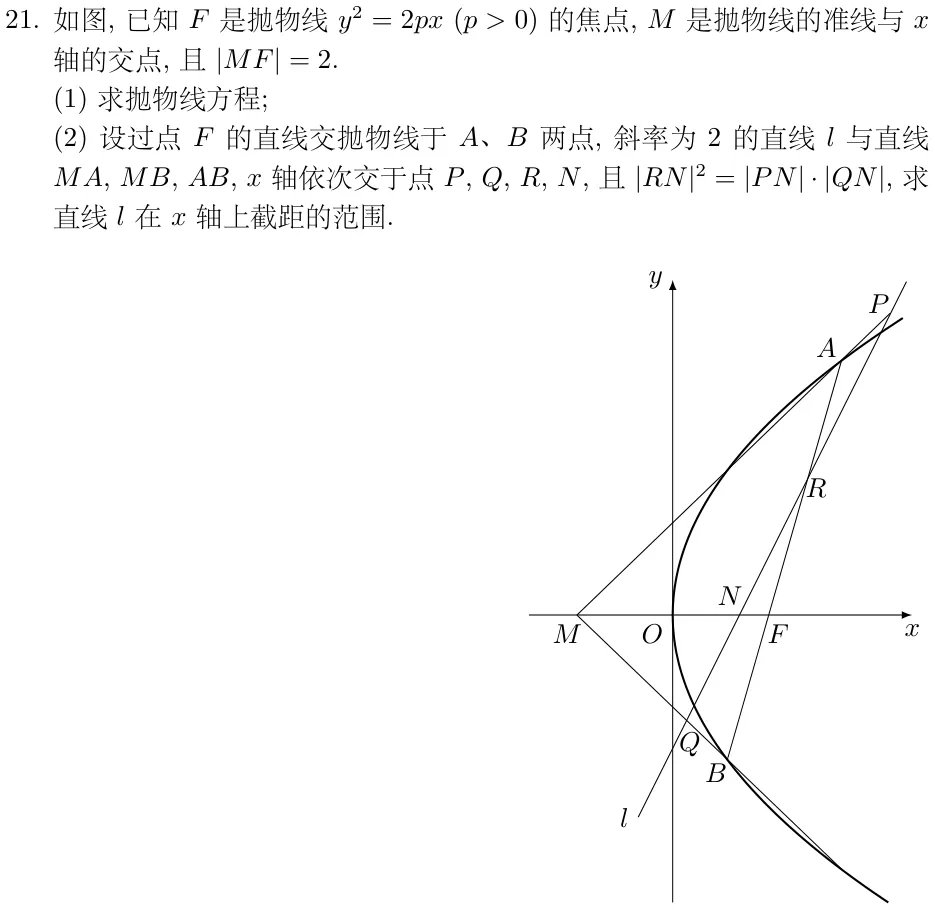 21. 如图, 已知 F 是抛物线 y² = 2px (p > 0) 的焦点, M 是抛物线的准线与 x
轴的交点, 且 |MF| = 2.
(1) 求抛物线方程;
(2) 设过点 F 的直线交抛物线于 A、B 两点, 斜率为 2 的直线 l 与直线
MA, MB, AB, x 轴依次交于点 P, Q, R, N, 且 |RN|² = |PN| · |QN|, 求
直线 l 在 x 轴上截距的范围.
y
P
A
R
N
M
O
F
x
Q
B
l